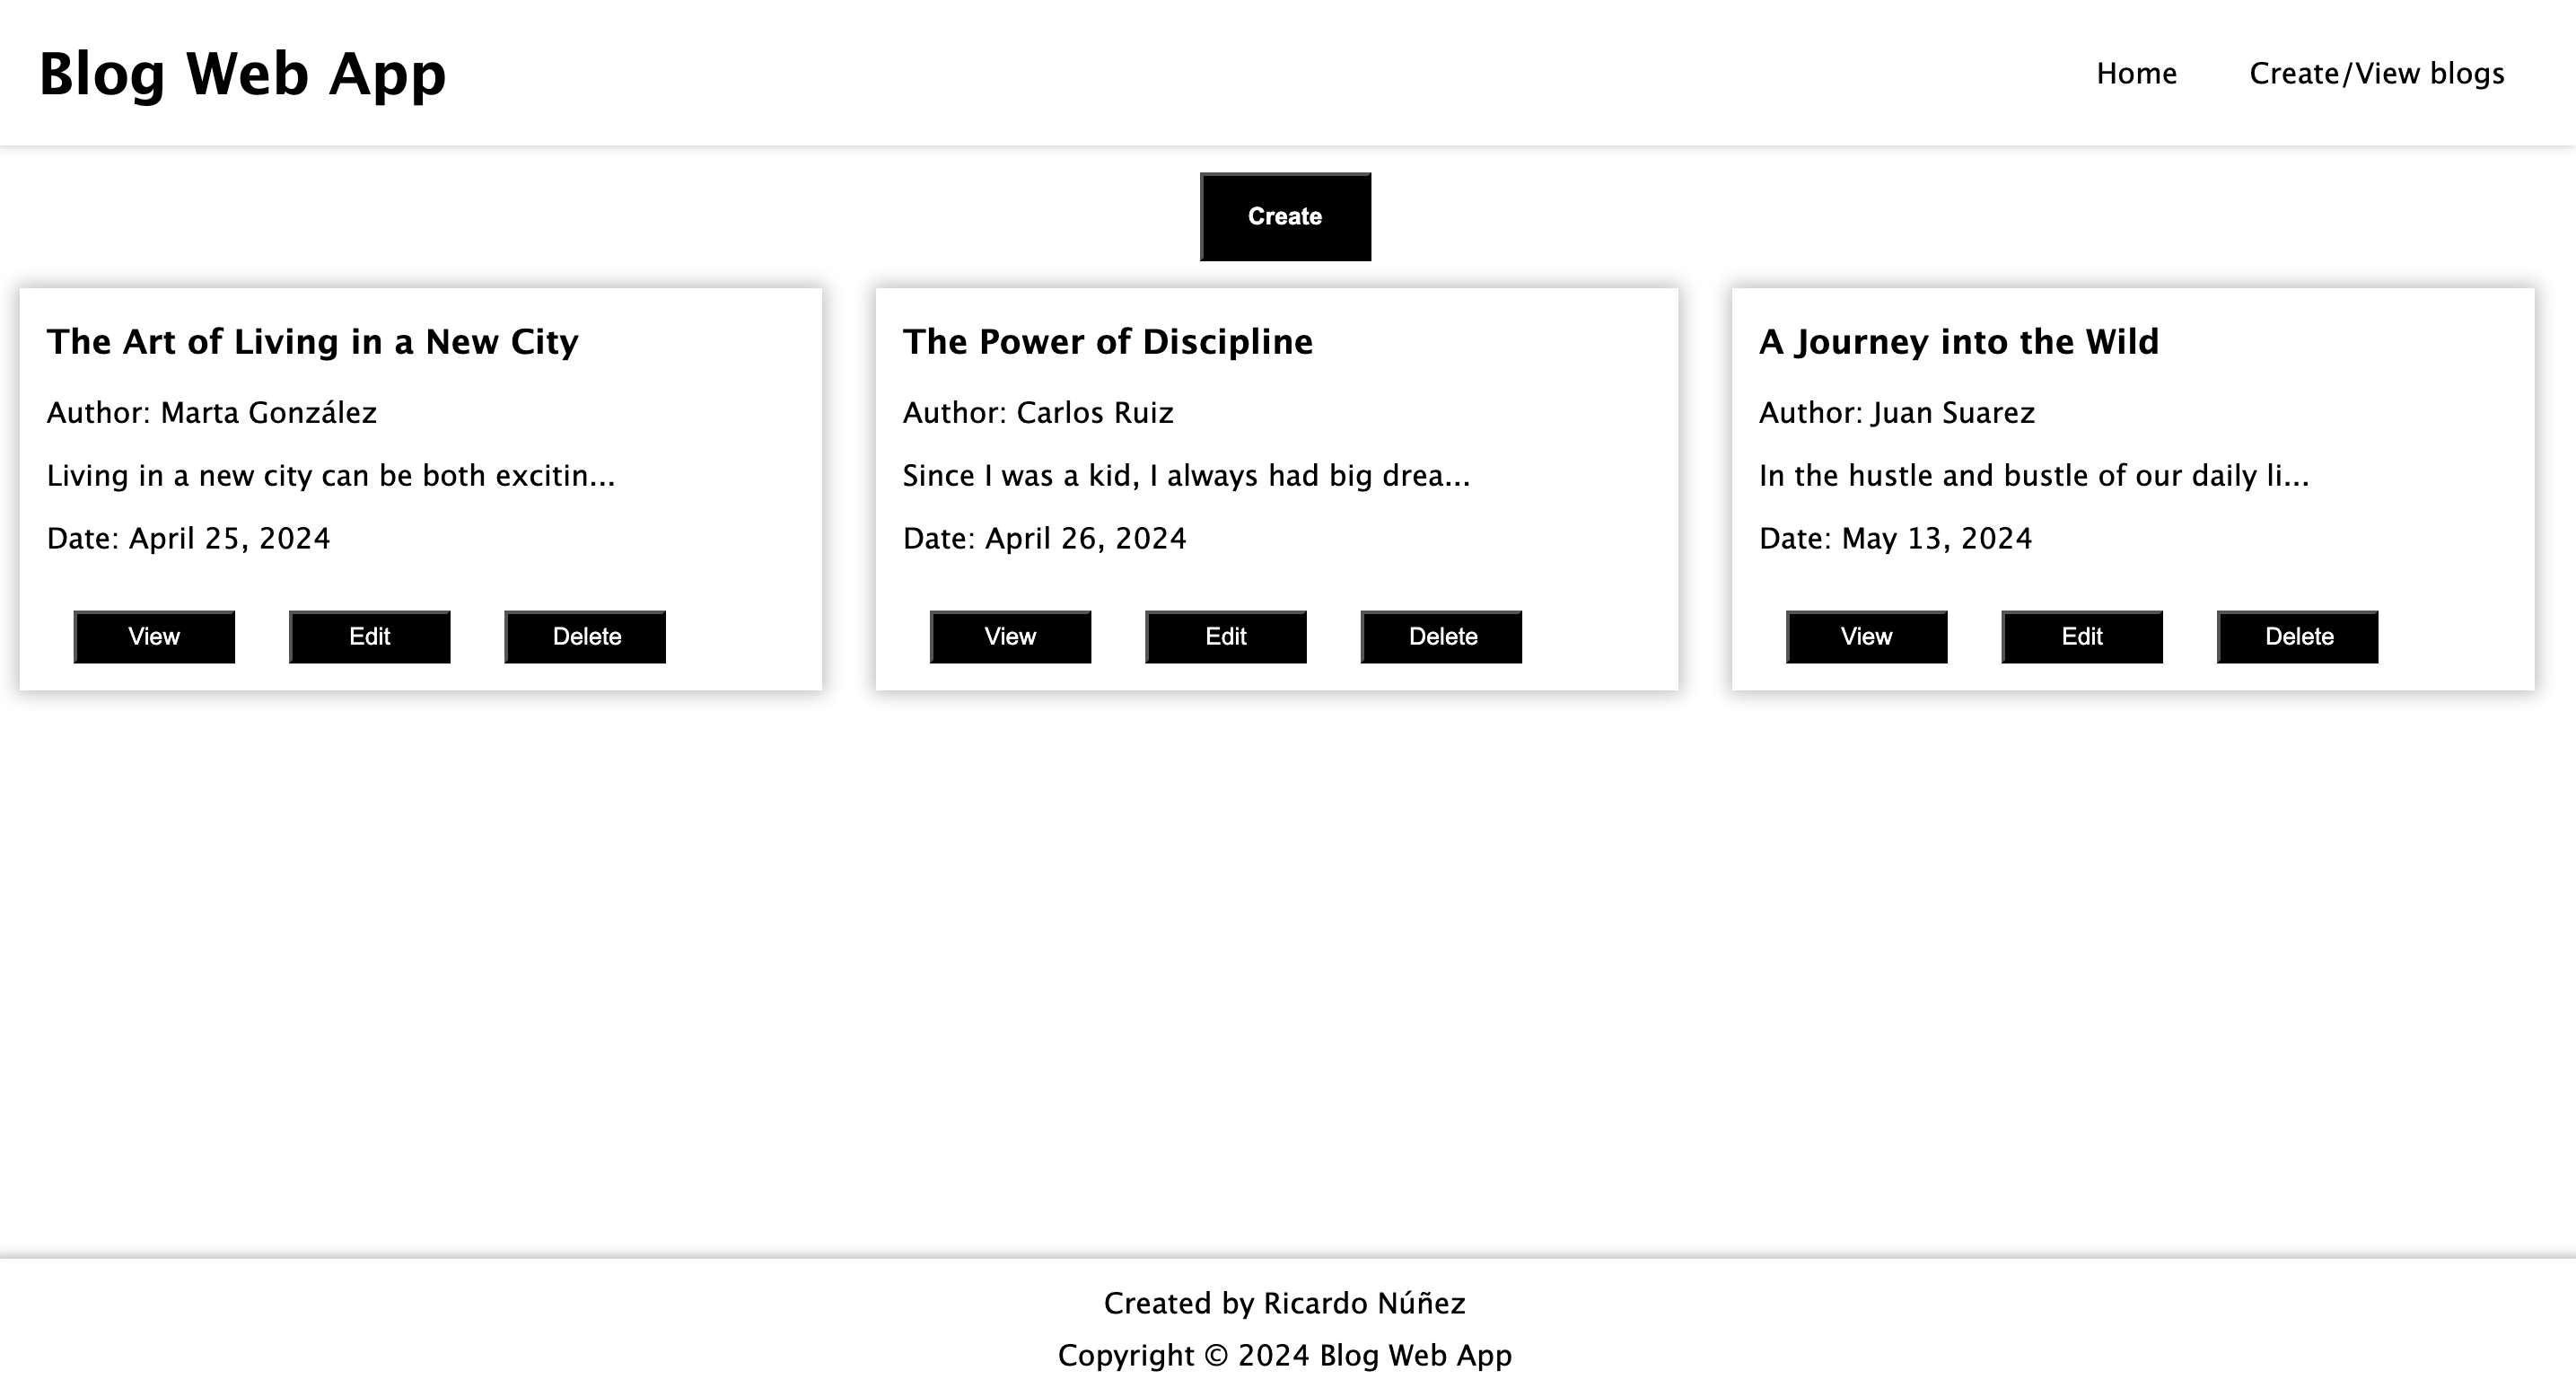 Blog Web App
Home Create/View blogs
Create
The Art of Living in a New City
Author: Marta González
Living in a new city can be both excitin...
Date: April 25, 2024
View Edit Delete
The Power of Discipline
Author: Carlos Ruiz
Since I was a kid, I always had big drea...
Date: April 26, 2024
View Edit Delete
A Journey into the Wild
Author: Juan Suarez
In the hustle and bustle of our daily li...
Date: May 13, 2024
View Edit Delete
Created by Ricardo Núñez
Copyright © 2024 Blog Web App